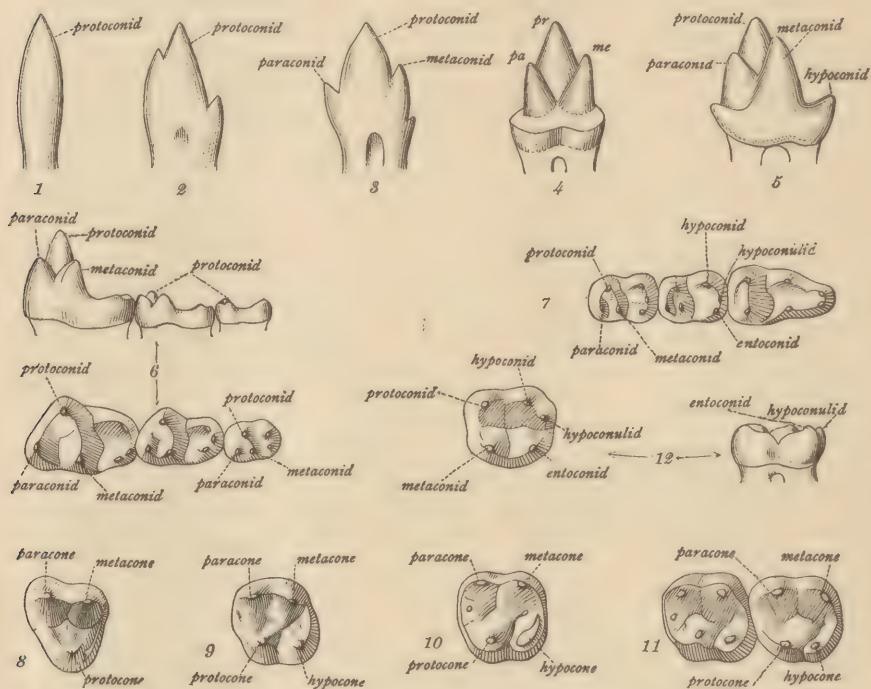 protoconid
protoconid
protoconid
paraconid
metaconid
pr
pa
me
protoconid
metaconid
paraconid
hypoconid
1
2
3
4
5
paraconid
protoconid
metaconid
protoconid
hypoconid
protoconid
hypoconulid
7
paraconid
metaconid
entoconid
6
protoconid
protoconid
paraconid
paraconid
metaconid
metaconid
hypoconid
protoconid
hypoconulid
metaconid
entoconid
12
entoconid
hypoconulid
paracone
metacone
8
protocone
paracone
metacone
9
protocone
hypocone
paracone
metacone
10
protocone
hypocone
paracone
metacone
11
protocone
hypocone